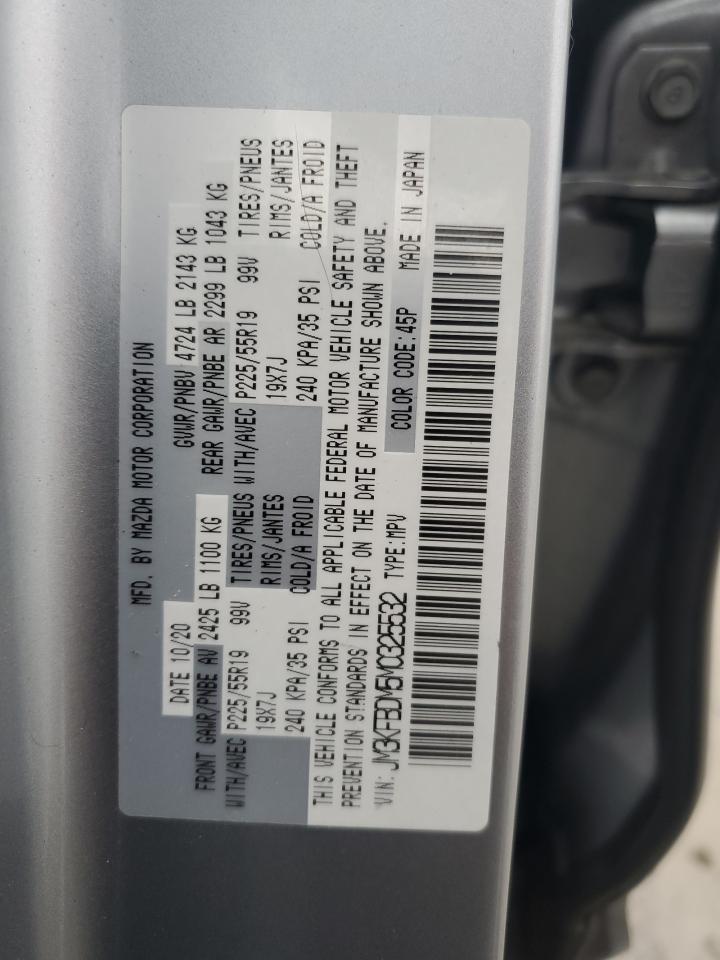 MFD. BY MAZDA MOTOR CORPORATION
DATE 10/20 GVWR/PNBV 4724 LB 2143 KG
FRONT GAWR/PNBE AV 2425 LB 1100 KG REAR GAWR/PNBE AR 2299 LB 1043 KG
WITH/AVEC P225/55R19 99V TIRES/PNEUS WITH/AVEC P225/55R19 99V TIRES/PNEUS
19X7J RIMS/JANTES 19X7J RIMS/JANTES
240 KPA/35 PSI COLD/A FROID 240 KPA/35 PSI COLD/A FROID
THIS VEHICLE CONFORMS TO ALL APPLICABLE FEDERAL MOTOR VEHICLE SAFETY AND THEFT
PREVENTION STANDARDS IN EFFECT ON THE DATE OF MANUFACTURE SHOWN ABOVE.
VIN: JM3KFBDM5M0325532 TYPE:MPV COLOR CODE:45P MADE IN JAPAN